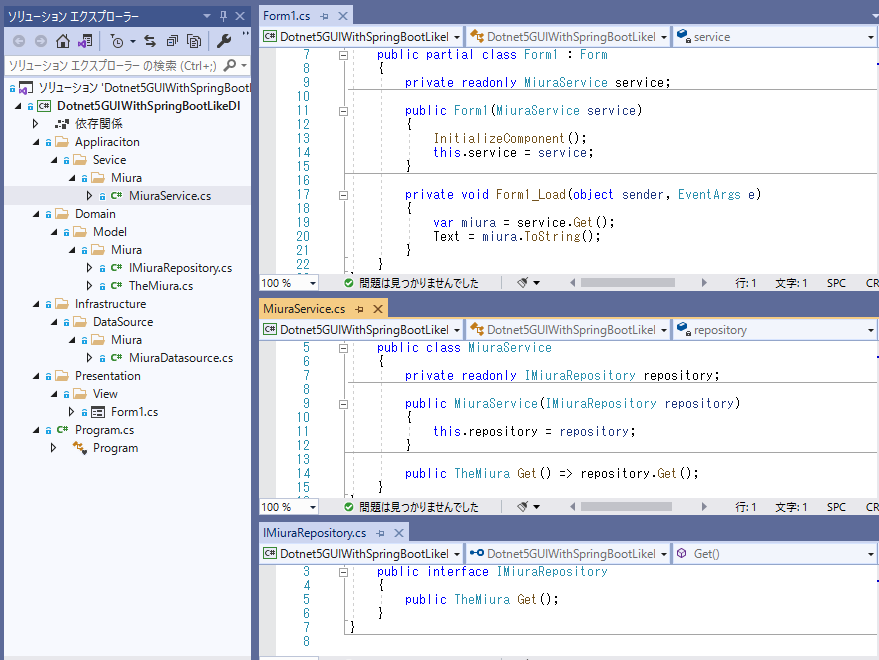 ソリューション エクスプローラー
ソリューション エクスプローラー の検索 (Ctrl+;)
ソリューション 'Dotnet5GUIWithSpringBootl
Dotnet5GUIWithSpringBootLikeDI
依存関係
Appliraciton
Sevice
Miura
MiuraService.cs
Domain
Model
Miura
IMiuraRepository.cs
TheMiura.cs
Infrastructure
DataSource
Miura
MiuraDatasource.cs
Presentation
View
Form1.cs
Program.cs
Program
Form1.cs
Dotnet5GUIWithSpringBootLikel Dotnet5GUIWithSpringBootLikel service
7 public partial class Form1 : Form
8 {
9 private readonly MiuraService service;
10
11 public Form1(MiuraService service)
12 {
13 InitializeComponent();
14 this.service = service;
15 }
16
17 private void Form1_Load(object sender, EventArgs e)
18 {
19 var miura = service.Get();
20 Text = miura.ToString();
21 }
22 }
100 % 問題は見つかりませんでした 行: 1 文字: 1 SPC CR
MiuraService.cs
Dotnet5GUIWithSpringBootLikel Dotnet5GUIWithSpringBootLikel repository
5 public class MiuraService
6 {
7 private readonly IMiuraRepository repository;
8
9 public MiuraService(IMiuraRepository repository)
10 {
11 this.repository = repository;
12 }
13
14 public TheMiura Get() => repository.Get();
15 }
100 % 問題は見つかりませんでした 行: 1 文字: 1 SPC CR
IMiuraRepository.cs
Dotnet5GUIWithSpringBootLikel Dotnet5GUIWithSpringBootLikel Get()
3 public interface IMiuraRepository
4 {
5 public TheMiura Get();
6 }
7 }
8